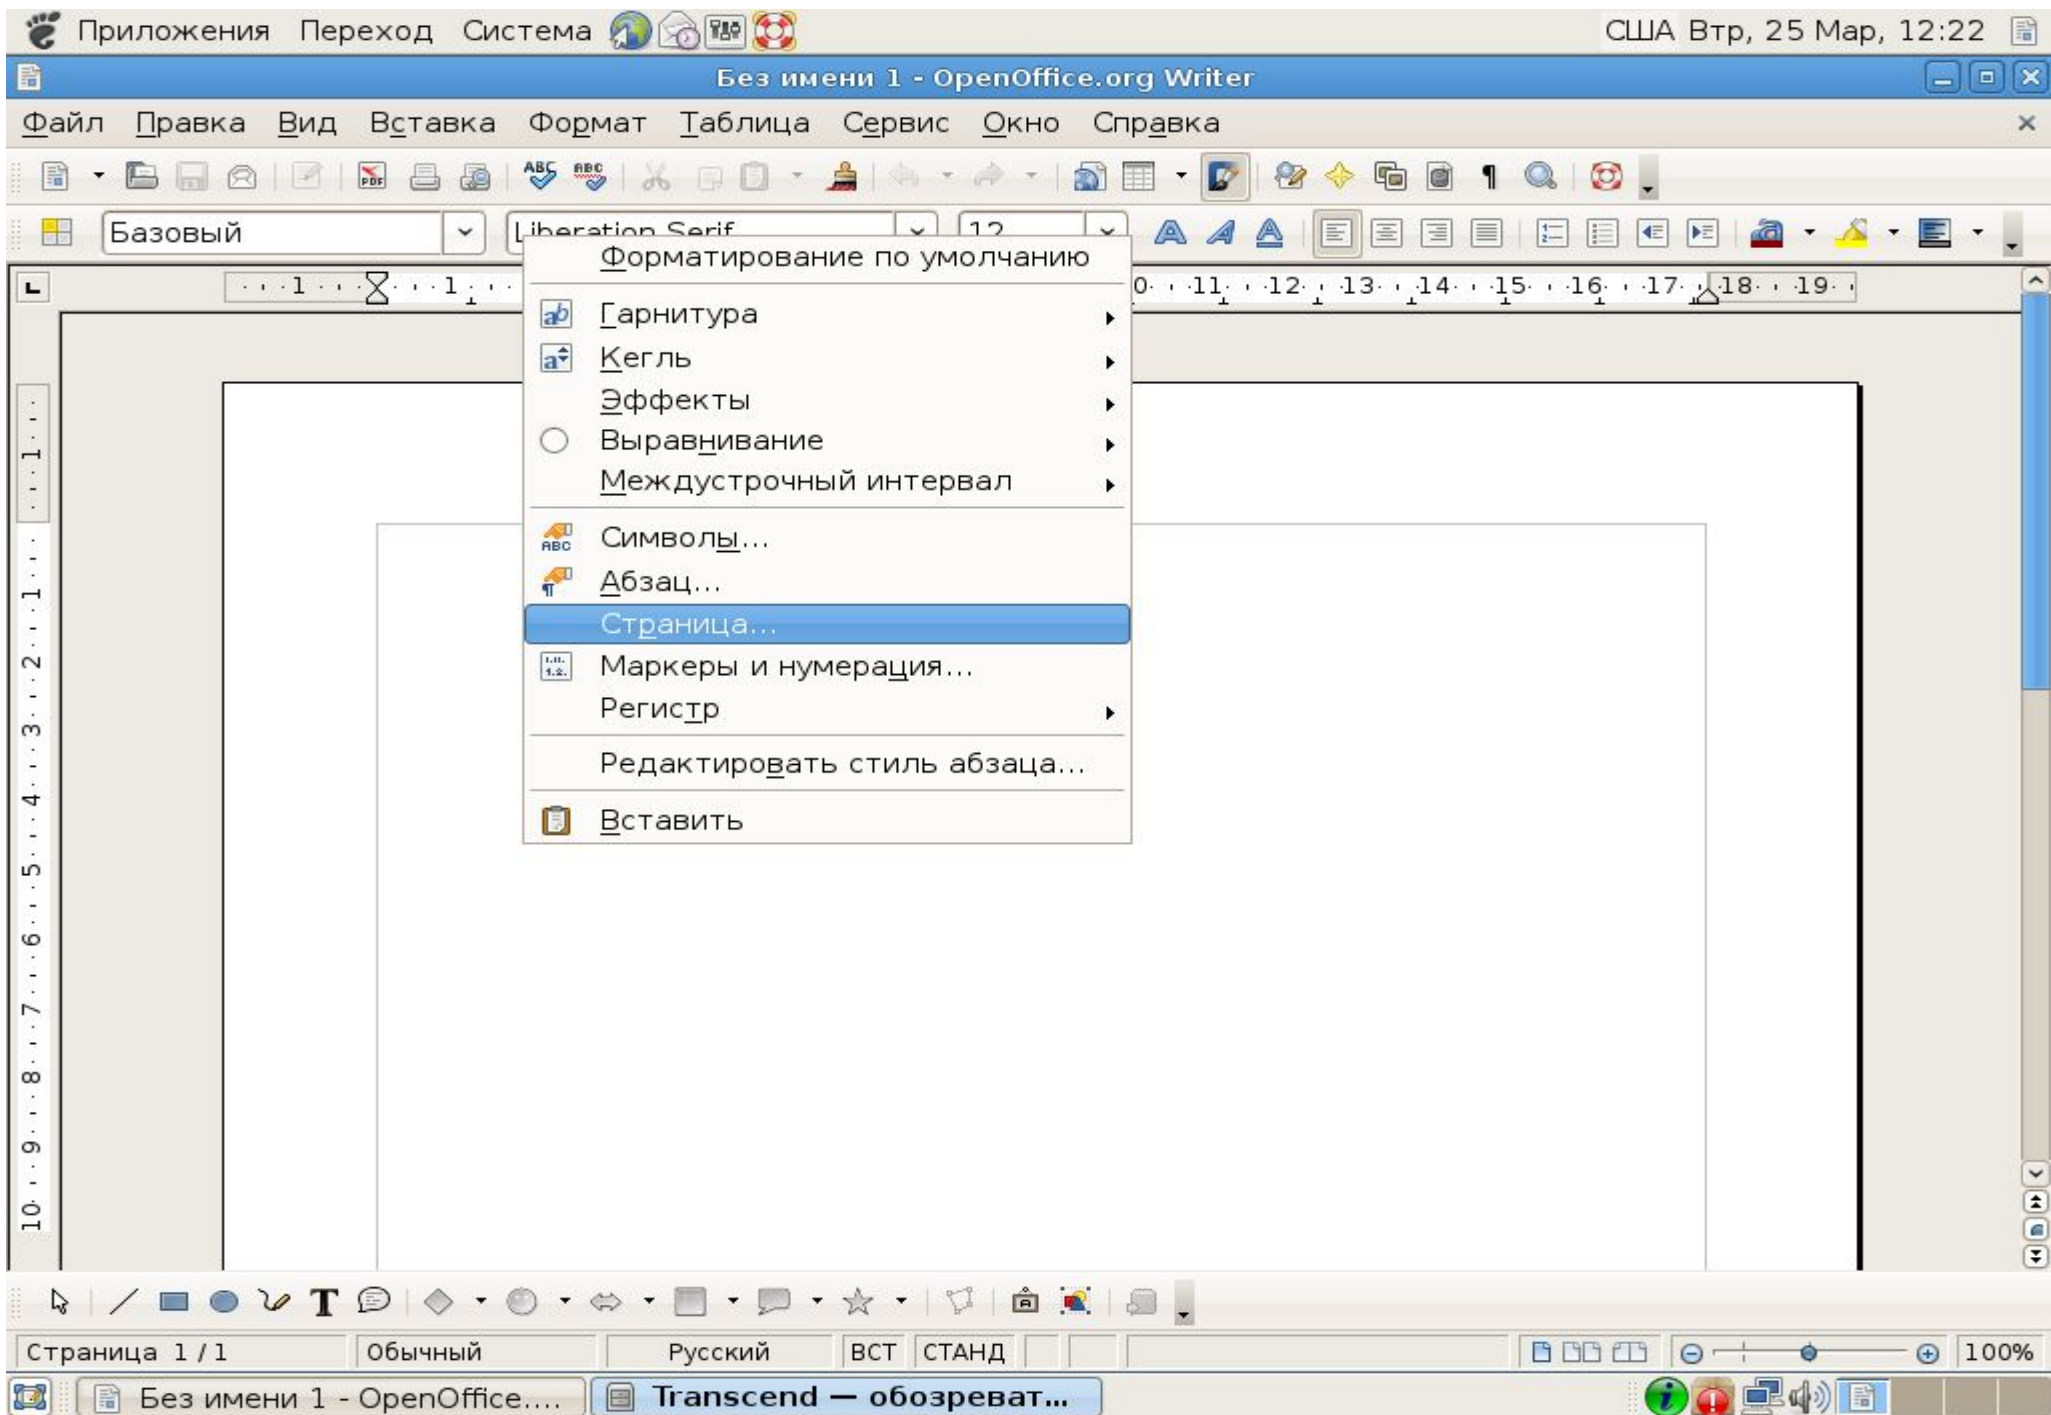 Приложения Переход Система США Втр, 25 Мар, 12:22
Без имени 1 - OpenOffice.org Writer
Файл Правка Вид Вставка Формат Таблица Сервис Окно Справка
Базовый Liberation Serif 12
Форматирование по умолчанию
Гарнитура
Кегль
Эффекты
Выравнивание
Междустрочный интервал
Символы...
Абзац...
Страница...
Маркеры и нумерация...
Регистр
Редактировать стиль абзаца...
Вставить
Страница 1 / 1 Обычный Русский ВСТ СТАНД 100%
Без имени 1 - OpenOffice.... Transcend — обозреват...